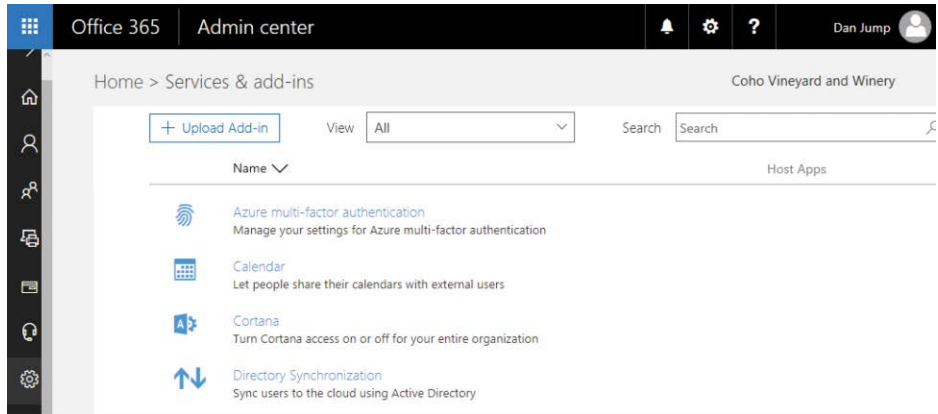 Office 365 Admin center ? Dan Jump
Home > Services & add-ins Coho Vineyard and Winery
+ Upload Add-in View All Search Search
Name Host Apps
Azure multi-factor authentication
Manage your settings for Azure multi-factor authentication
Calendar
Let people share their calendars with external users
Cortana
Turn Cortana access on or off for your entire organization
Directory Synchronization
Sync users to the cloud using Active Directory